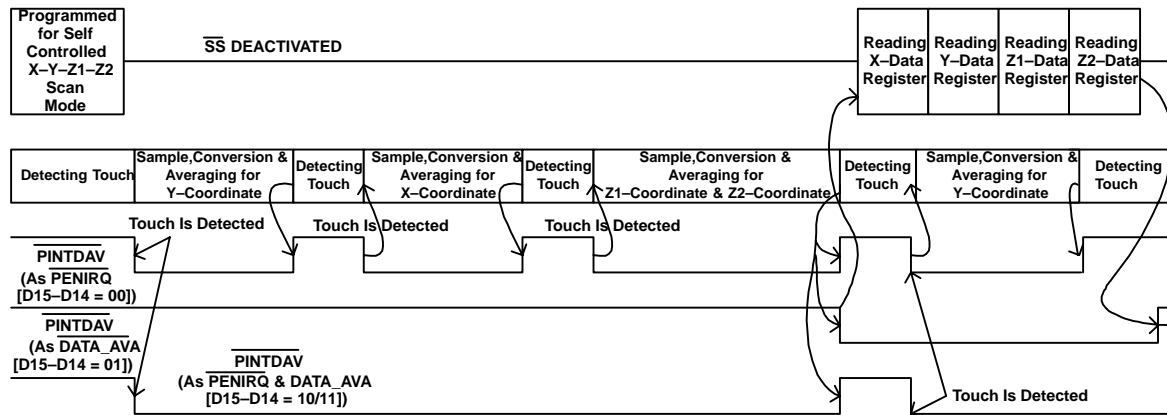 Programmed
for Self
Controlled
X–Y–Z1–Z2
Scan
Mode
SS DEACTIVATED
Reading
X–Data
Register
Reading
Y–Data
Register
Reading
Z1–Data
Register
Reading
Z2–Data
Register
Detecting Touch
Sample,Conversion &
Averaging for
Y–Coordinate
Detecting
Touch
Sample,Conversion &
Averaging for
X–Coordinate
Detecting
Touch
Sample,Conversion &
Averaging for
Z1–Coordinate & Z2–Coordinate
Detecting
Touch
Sample,Conversion &
Averaging for
Y–Coordinate
Detecting
Touch
Touch Is Detected
Touch Is Detected
Touch Is Detected
PINTDAV
(As PENIRQ
[D15–D14 = 00])
PINTDAV
(As DATA_AVA
[D15–D14 = 01])
PINTDAV
(As PENIRQ & DATA_AVA
[D15–D14 = 10/11])
Touch Is Detected